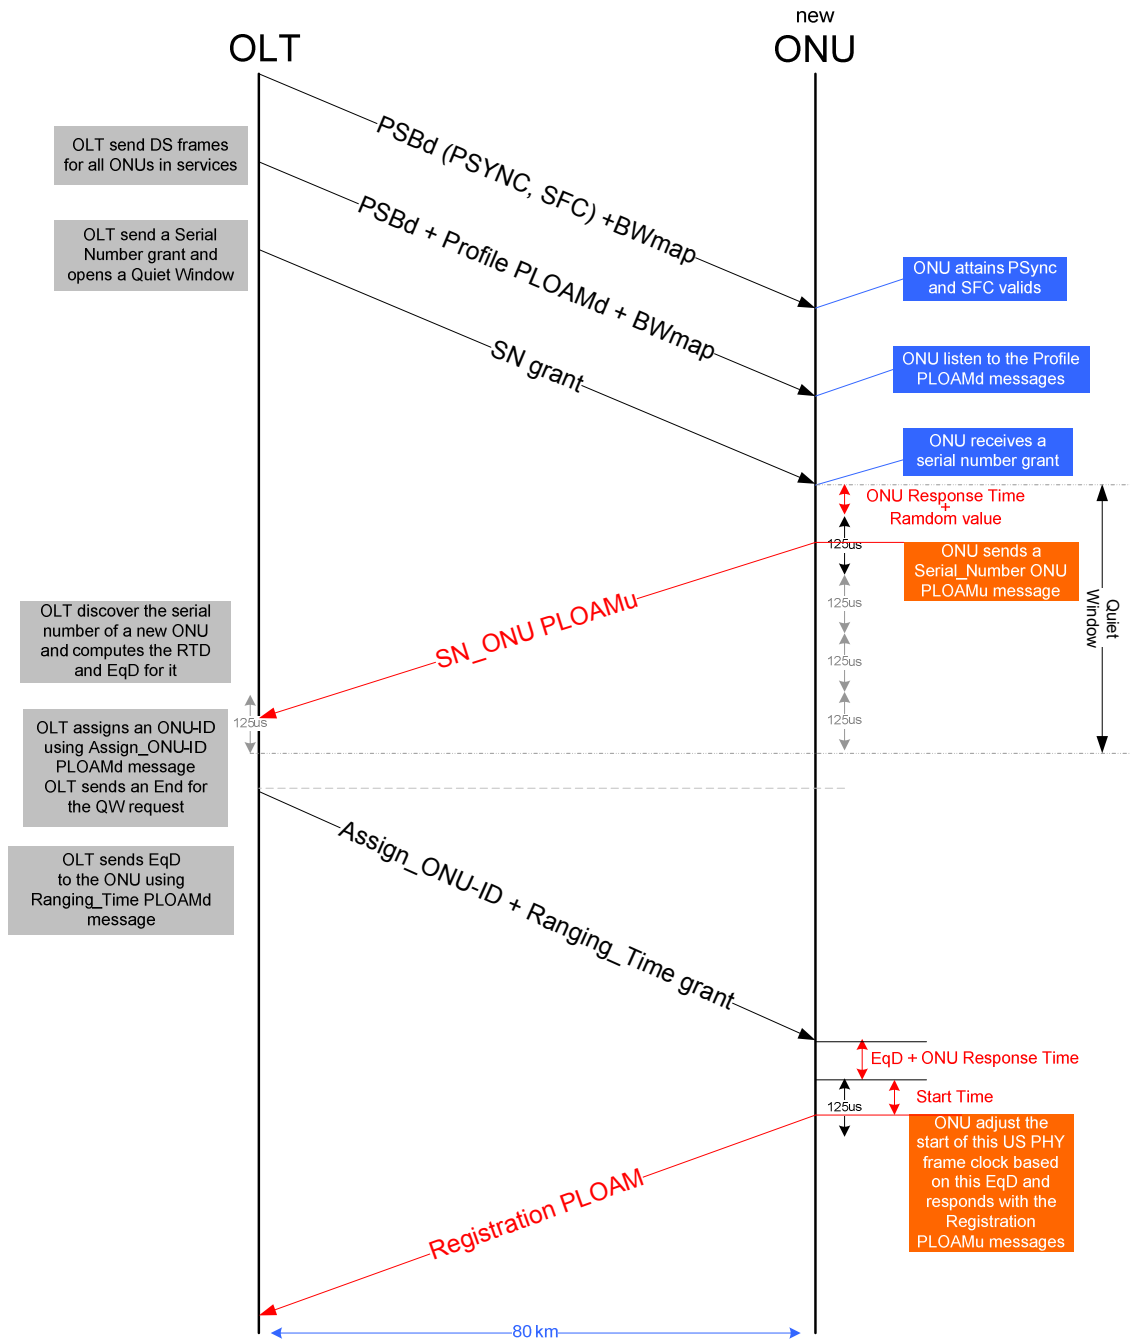 new
OLT
ONU
PSBd (PSYNC, SFC) +BWmap
OLT send DS frames
for all ONUs in services
PSBd + Profile PLOAMd + BWmap
OLT send a Serial
Number grant and
opens a Quiet Window
ONU attains PSync
and SFC valids
SN grant
ONU listen to the Profile
PLOAMd messages
ONU receives a
serial number grant
ONU Response Time
+
Ramdom value
125us
ONU sends a
Serial_Number ONU
PLOAMu message
125us
Quiet
Window
SN_ONU PLOAMu
OLT discover the serial
number of a new ONU
and computes the RTD
and EqD for it
125us
125us
125us
OLT assigns an ONU-ID
using Assign_ONU-ID
PLOAMd message
OLT sends an End for
the QW request
Assign_ONU-ID + Ranging_Time grant
OLT sends EqD
to the ONU using
Ranging_Time PLOAMd
message
EqD + ONU Response Time
Start Time
125us
ONU adjust the
start of this US PHY
frame clock based
on this EqD and
responds with the
Registration
PLOAMu messages
Registration PLOAM
80 km